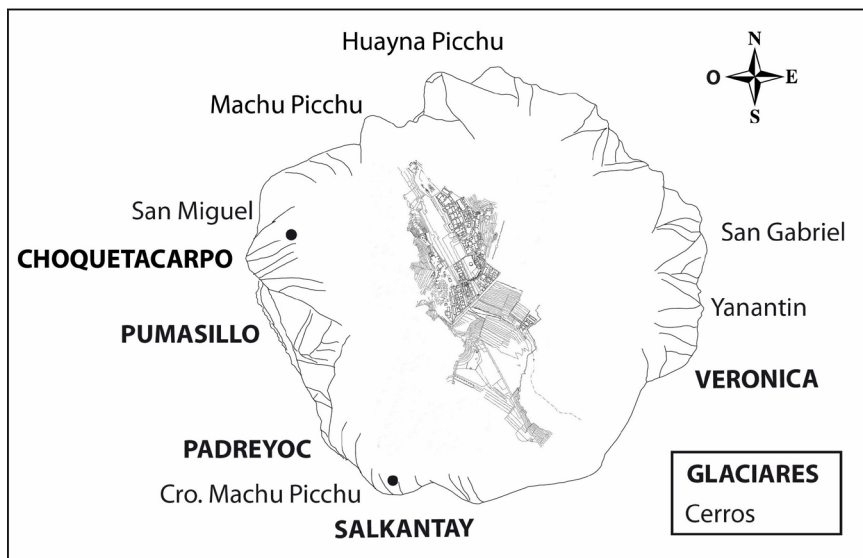 Huayna Picchu
N
O
E
S
Machu Picchu
San Miguel
San Gabriel
CHOQUETACARPO
Yanantin
PUMASILLO
VERONICA
PADREYOC
Cro. Machu Picchu
SALKANTAY
GLACIARES
Cerros